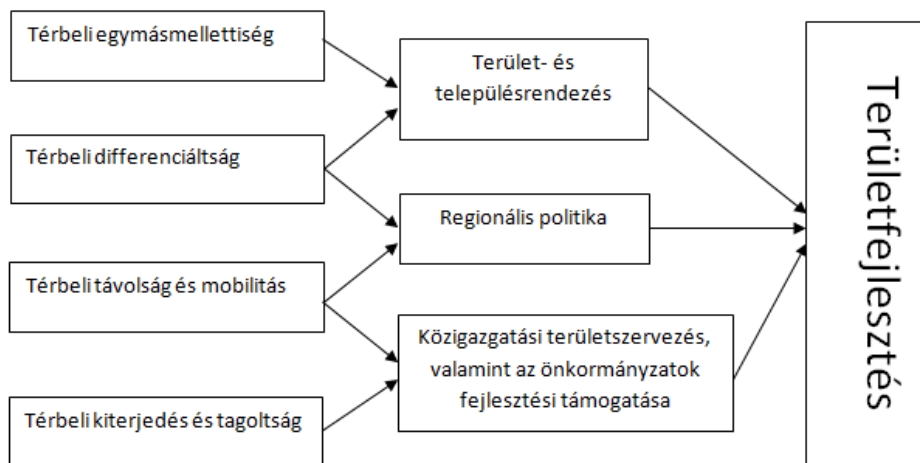 Térbeli egymásmellettiség
Térbeli differenciáltság
Térbeli távolság és mobilitás
Térbeli kiterjedés és tagoltság
Terület- és
településrendezés
Regionális politika
Közigazgatási területszervezés,
valamint az önkormányzatok
fejlesztési támogatása
Területfejlesztés